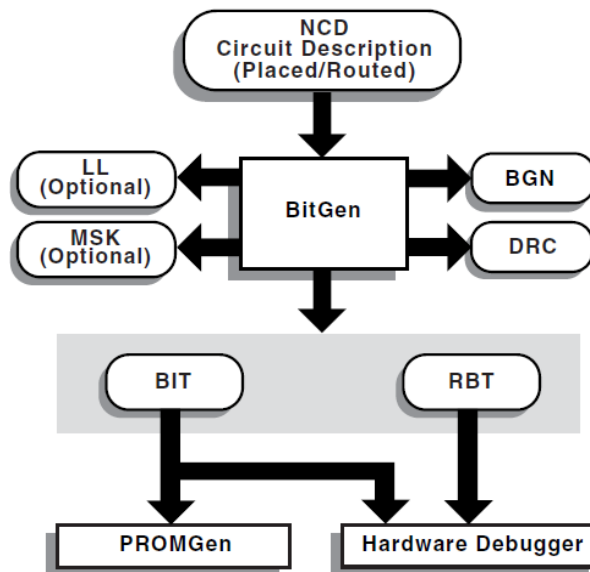 NCD
Circuit Description
(Placed/Routed)
LL
(Optional)
BGN
BitGen
MSK
(Optional)
DRC
BIT
RBT
PROMGen
Hardware Debugger